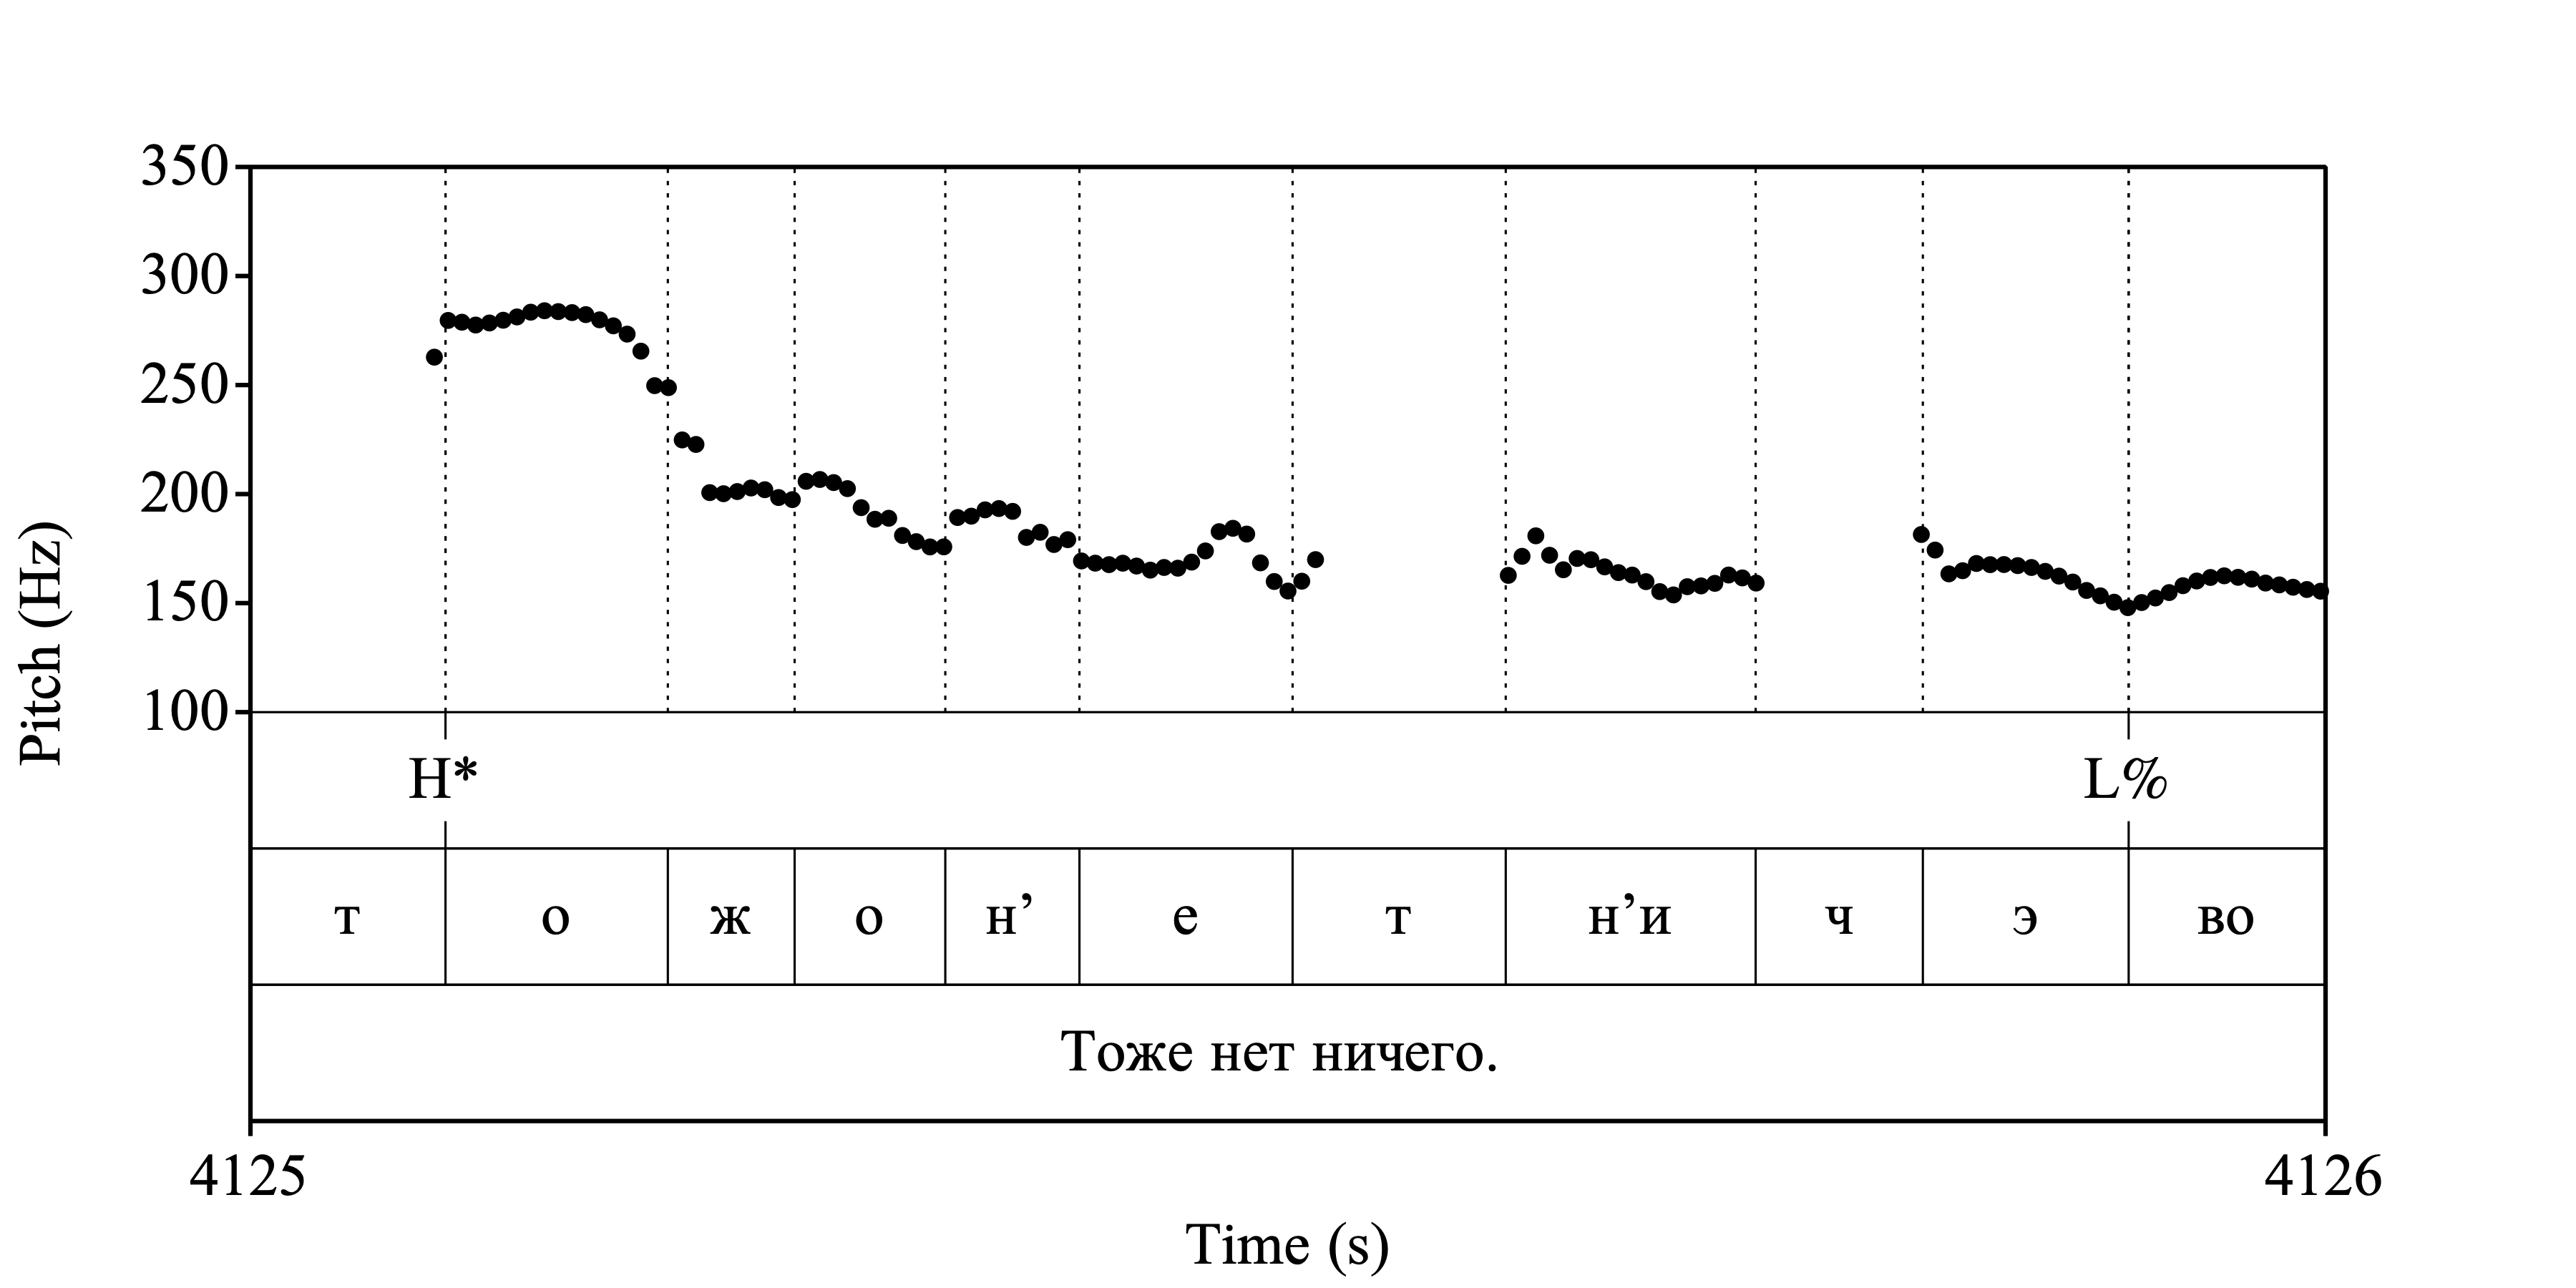 350
300
250
200
150
100
Pitch (Hz)
H* L%
т о ж о н’ е т н’и ч э во
Тоже нет ничего.
4125 4126
Time (s)